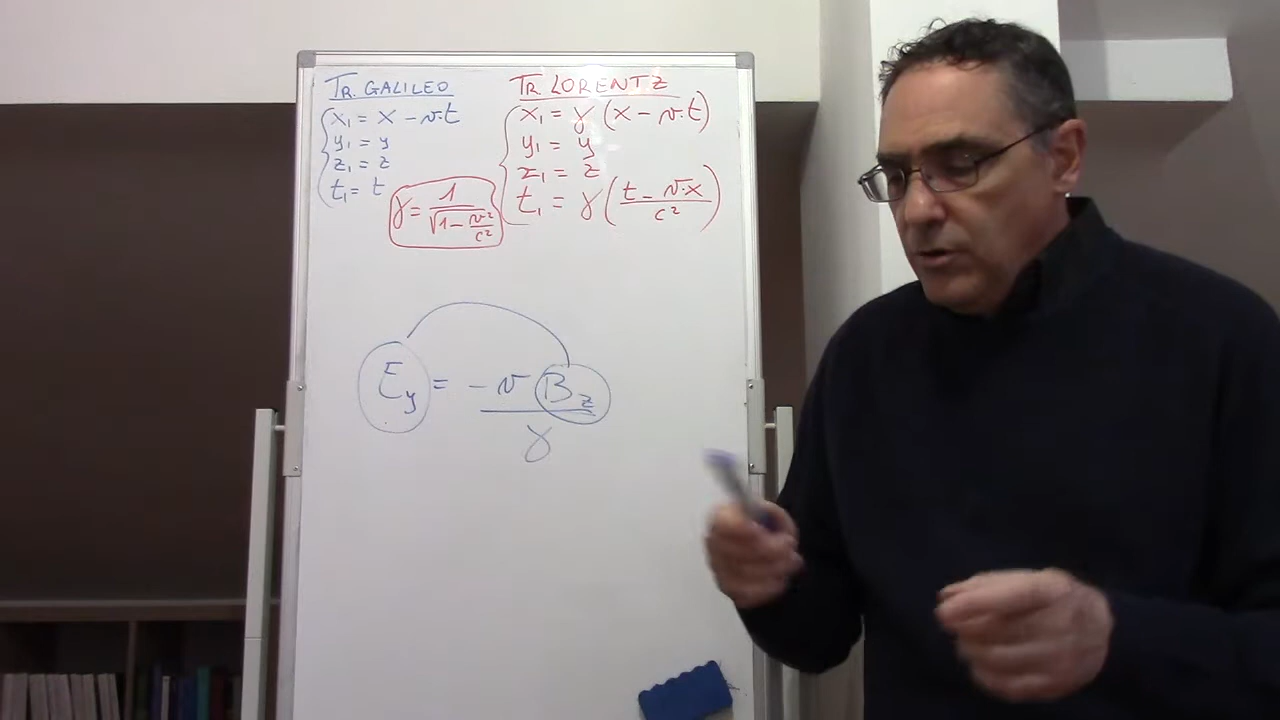 TR. GALILEO
x₁ = x - v·t
y₁ = y
z₁ = z
t₁ = t
γ = 1 / √(1 - v²/c²)
TR. LORENTZ
x₁ = γ (x - v·t)
y₁ = y
z₁ = z
t₁ = γ ((t - v·x) / c²)
E_y = -v B_z / γ